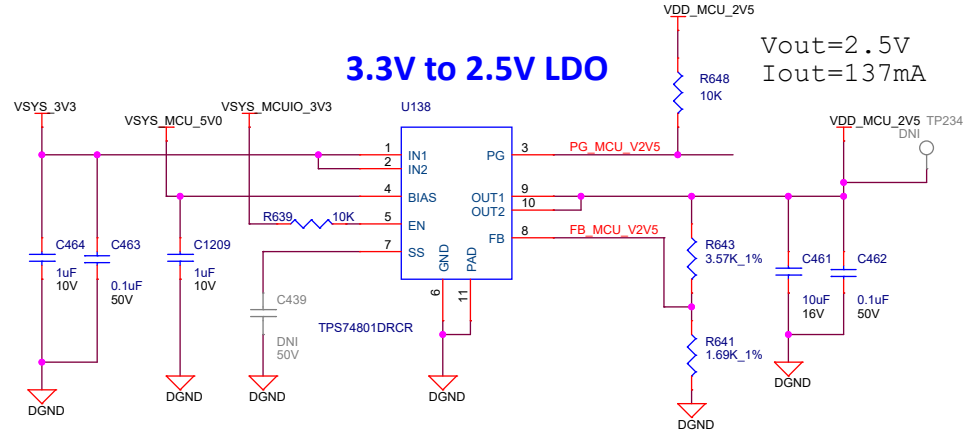 VDD_MCU_2V5
Vout=2.5V
Iout=137mA
3.3V to 2.5V LDO
R648
10K
VSYS_3V3
VSYS_MCUIO_3V3
U138
VSYS_MCU_5V0
VDD_MCU_2V5
TP234
DNI
1
IN1
2
IN2
PG
3
PG_MCU_V2V5
4
BIAS
OUT1
9
OUT2
10
R639
10K
5
EN
FB
8
FB_MCU_V2V5
7
SS
GND
PAD
6
11
C464
1uF
10V
C463
0.1uF
50V
C1209
1uF
10V
C439
DNI
50V
TPS74801DRCR
R643
3.57K_1%
R641
1.69K_1%
C461
10uF
16V
C462
0.1uF
50V
DGND
DGND
DGND
DGND
DGND
DGND